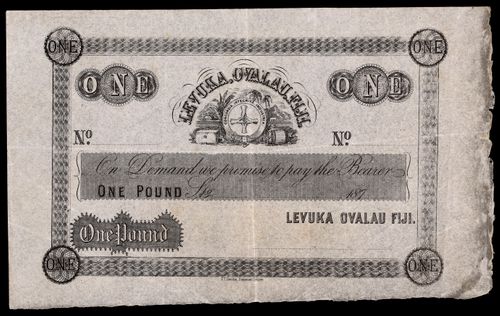 ONE ONE
ONE ONE
LEVUKA, OVALAU, FIJI.
No. No.
On Demand we promise to pay the Bearer
ONE POUND Stg 187
LEVUKA OVALAU FIJI.
One Pound
ONE ONE